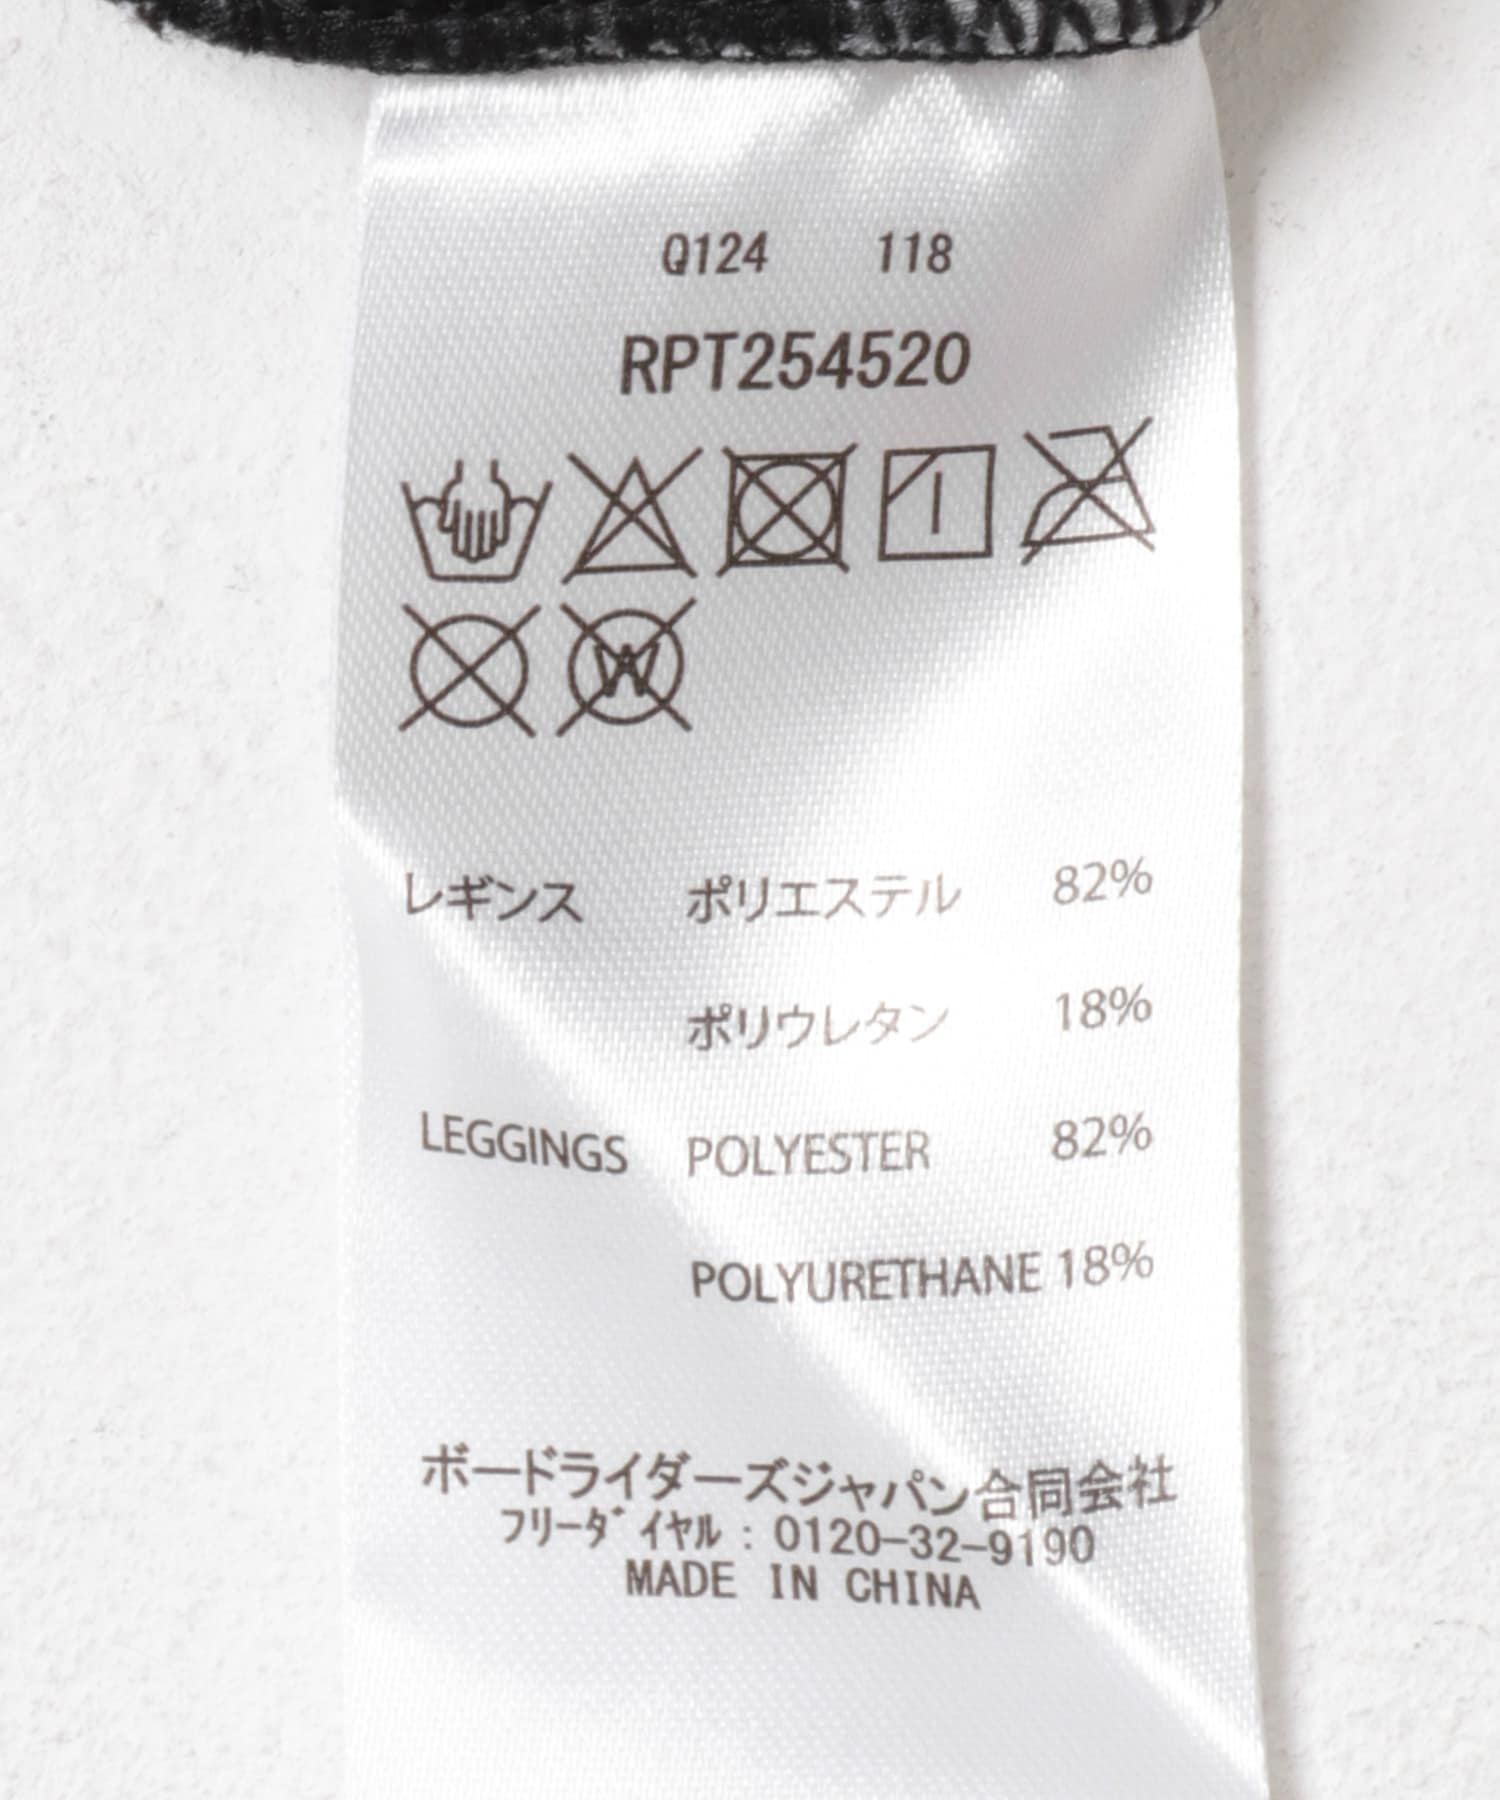 Q124 118
RPT254520
レギンス ポリエステル 82%
ポリウレタン 18%
LEGGINGS POLYESTER 82%
POLYURETHANE 18%
ボードライダーズジャパン合同会社
フリーダイヤル：0120-32-9190
MADE IN CHINA